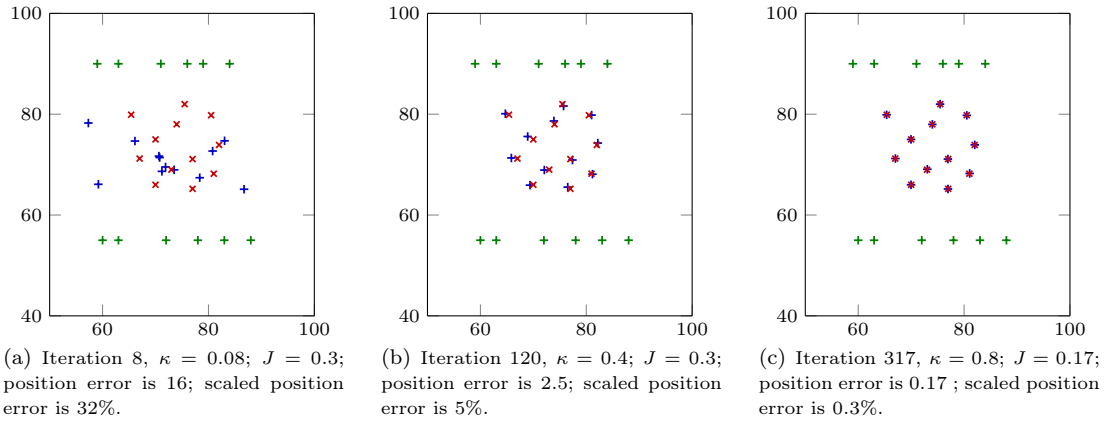 100
80
60
40
60
80
100
100
80
60
40
60
80
100
100
80
60
40
60
80
100
(a) Iteration 8, κ = 0.08; J = 0.3;
position error is 16; scaled position
error is 32%.
(b) Iteration 120, κ = 0.4; J = 0.3;
position error is 2.5; scaled position
error is 5%.
(c) Iteration 317, κ = 0.8; J = 0.17;
position error is 0.17 ; scaled position
error is 0.3%.